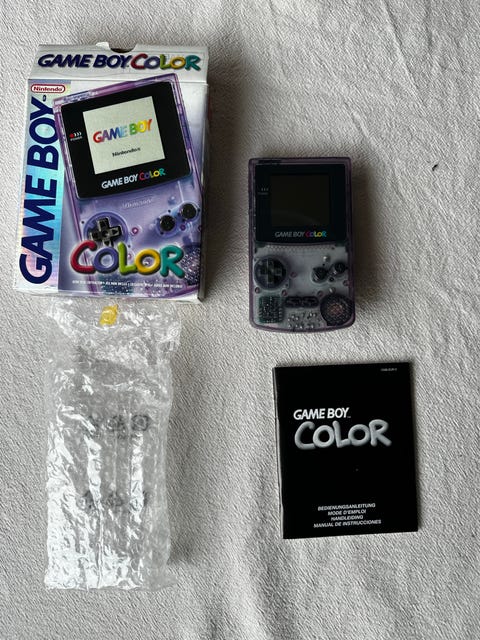 GAME BOY COLOR
Nintendo
GAME BOY
GAME BOY
Nintendo
GAME BOY COLOR
Nintendo
COLOR
GAME BOY COLOR
GAME BOY
COLOR
BEDIENUNGSANLEITUNG
MODE D'EMPLOI
HANDLEIDING
MANUAL DE INSTRUCCIONES